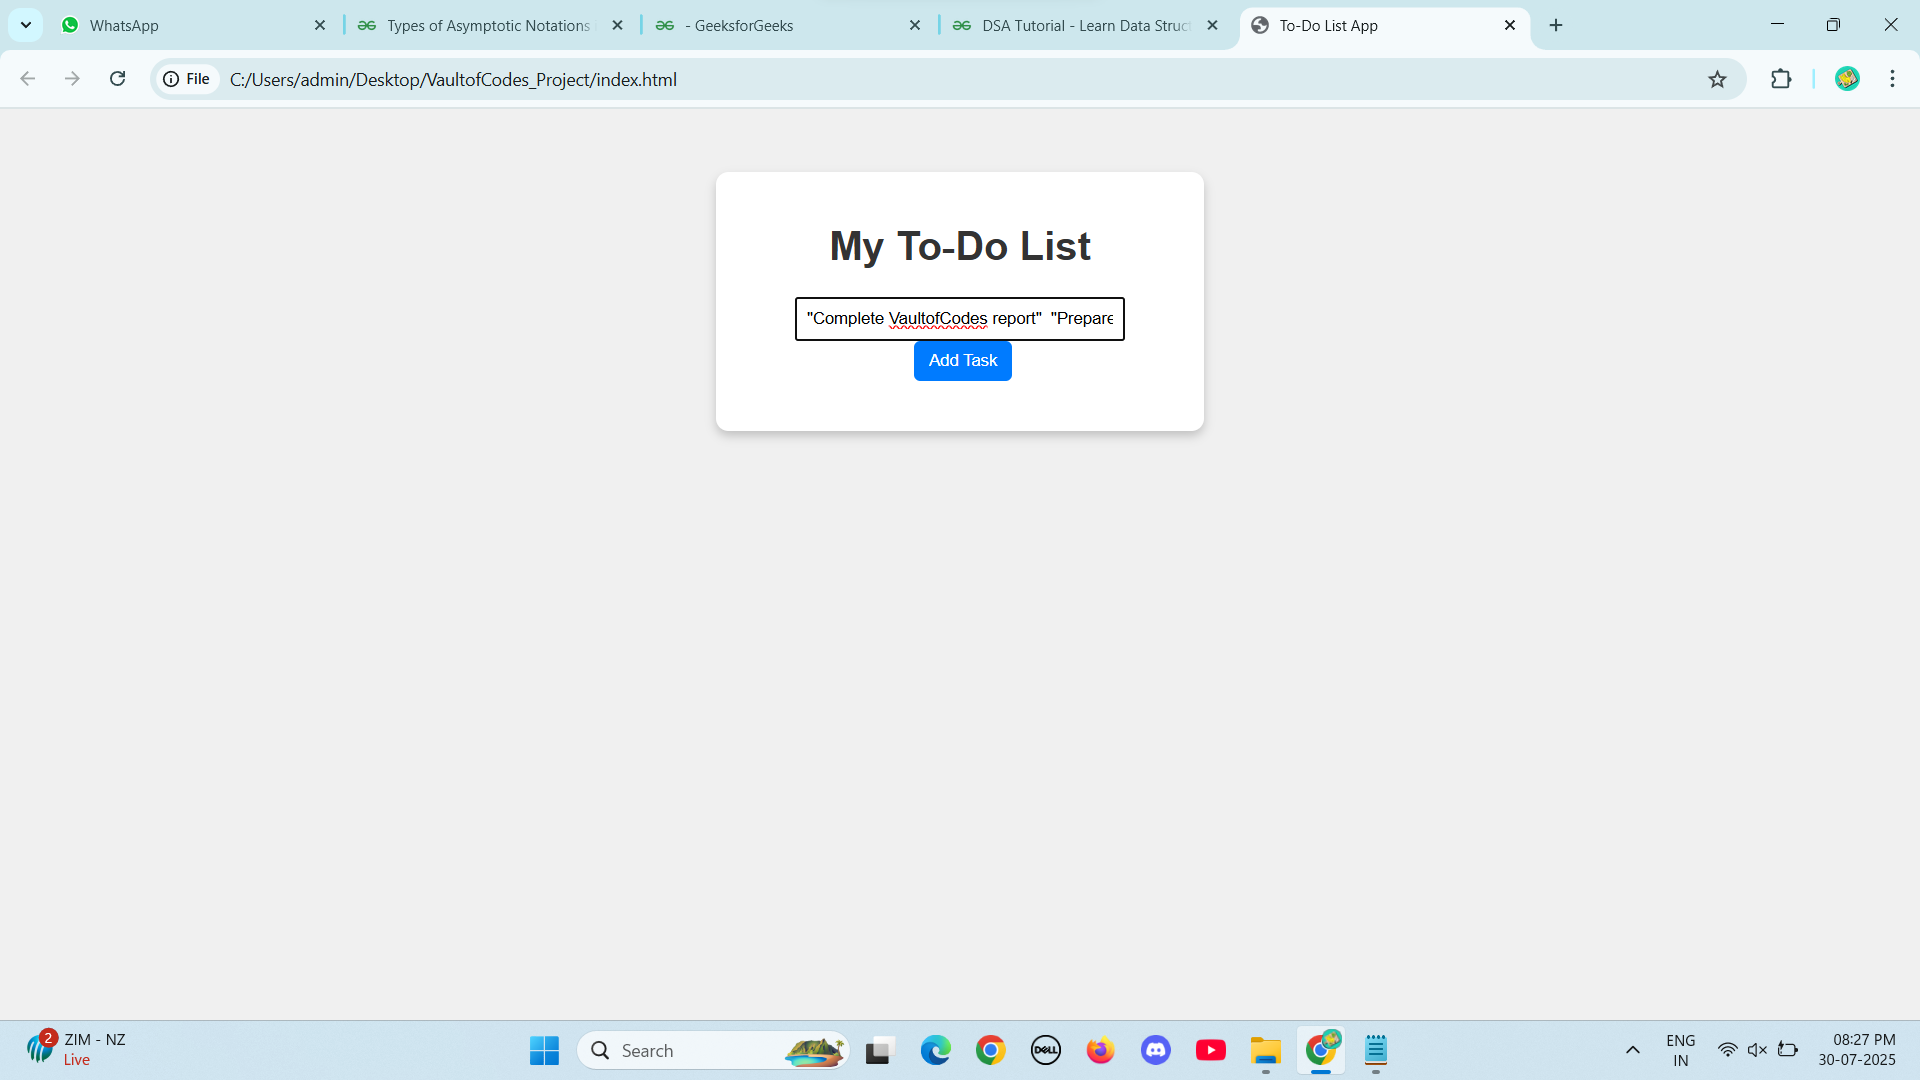 WhatsApp
Types of Asymptotic Notations
- GeeksforGeeks
DSA Tutorial - Learn Data Struct
To-Do List App
File
C:/Users/admin/Desktop/VaultofCodes_Project/index.html
My To-Do List
"Complete VaultofCodes report"  "Prepare
Add Task
2
ZIM - NZ
Live
Search
DELL
ENG
IN
08:27 PM
30-07-2025